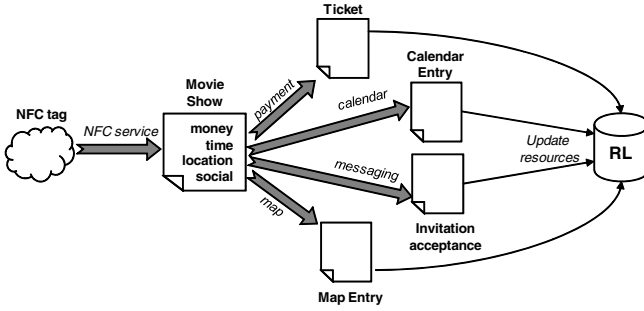 Ticket
Movie
Show
Calendar
Entry
payment
calendar
NFC tag
NFC service
money
time
location
social
Update
resources
RL
messaging
map
Invitation
acceptance
Map Entry